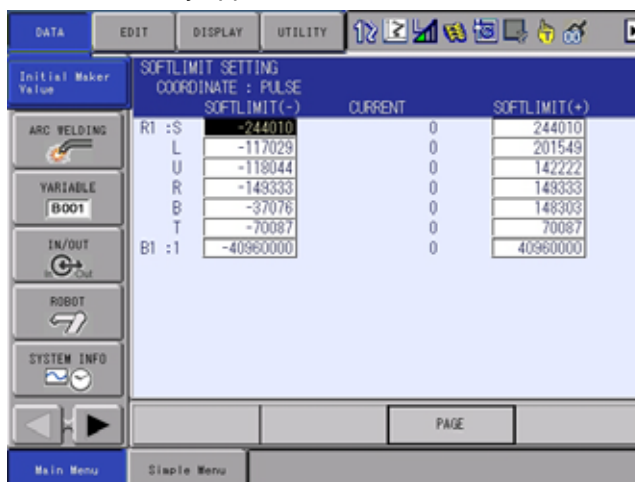 DATA EDIT DISPLAY UTILITY
Initial Maker
Value
SOFTLIMIT SETTING
COORDINATE : PULSE
SOFTLIMIT(-) CURRENT SOFTLIMIT(+)
R1 :S -244010 0 244010
L -117029 0 201549
U -118044 0 142222
R -149333 0 149333
B -37076 0 148303
T -70087 0 70087
B1 :1 -40960000 0 40960000
ARC WELDING
VARIABLE
B001
IN/OUT
In Out
ROBOT
SYSTEM INFO
PAGE
Main Menu Simple Menu